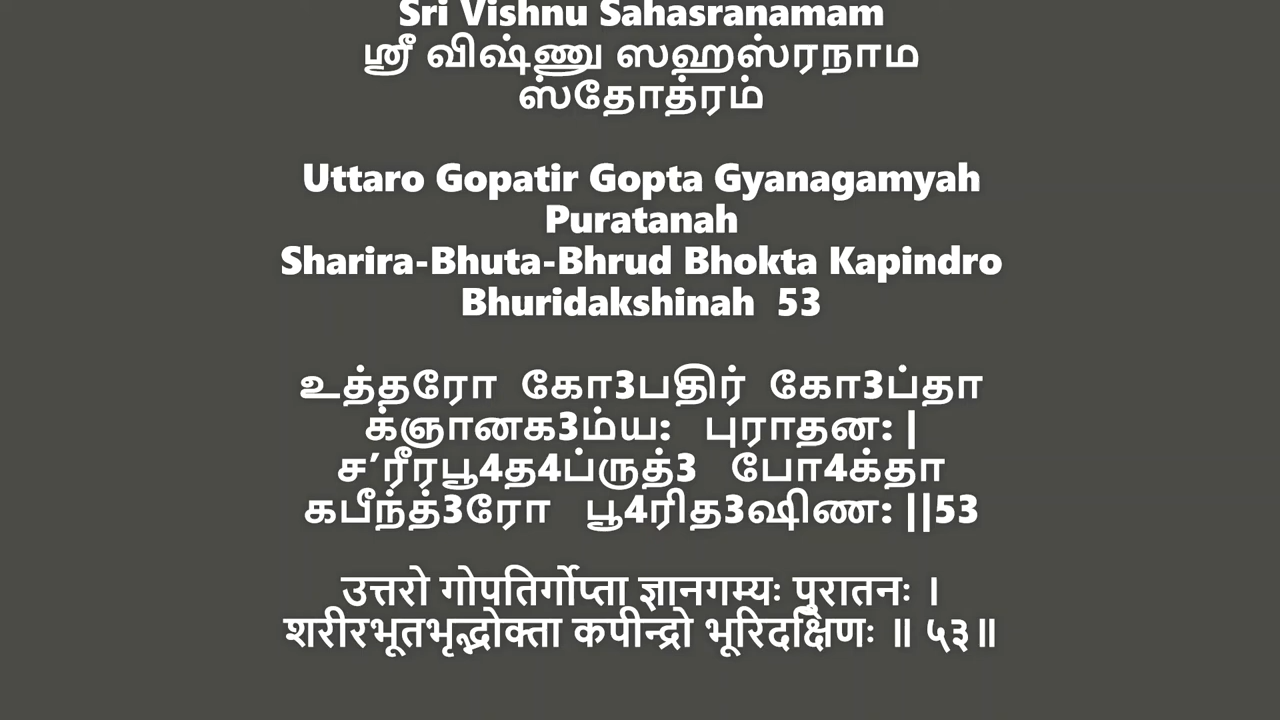 Sri Vishnu Sahasranamam
ஸ்ரீ விஷ்ணு ஸஹஸ்ரநாம
ஸ்தோத்ரம்
Uttaro Gopatir Gopta Gyanagamyah
Puratanah
Sharira-Bhuta-Bhrud Bhokta Kapindro
Bhuridakshinah 53
உத்தரோ கோ3பதிர் கோ3ப்தா
க்ஞானக3ம்ய: புராதன: |
ச’ரீரபூ4த4ப்ருத்3 போ4க்தா
கபீந்த்3ரோ பூ4ரித3ஷிண: ||53
उत्तरो गोपतिर्गोप्ता ज्ञानगम्यः पुरातनः ।
शरीरभूतभृद्भोक्ता कपीन्द्रो भूरिदक्षिणः ॥ ५३॥